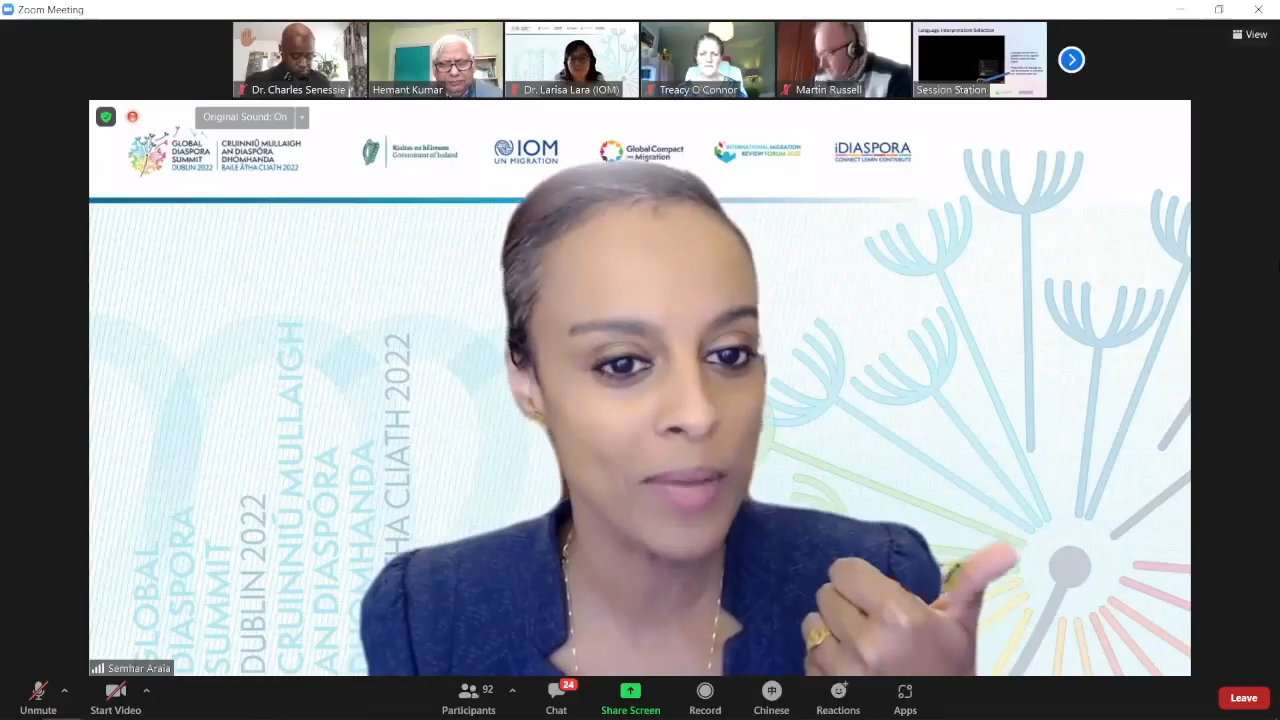 Zoom Meeting
View
Dr. Charles Senessie
Hemant Kumar
Dr. Larisa Lara (IOM)
Treacy O'Connor
Martin Russell
Language Interpretation Selection
Session Station
Original Sound: On
GLOBAL
DIASPORA
SUMMIT
DUBLIN 2022
CRUINNIÚ MULLAIGH
AN DIASPÓRA
DHOMHANDA
BAILE ÁTHA CLIATH 2022
Rialtas na hÉireann
Government of Ireland
IOM
UN MIGRATION
Global Compact
Migration
INTERNATIONAL MIGRATION
REVIEW FORUM 2022
iDIASPORA
CONNECT LEARN CONTRIBUTE
GLOBAL
DIASPORA
SUMMIT
DUBLIN 2022
CRUINNIÚ MULLAIGH
AN DIASPÓRA
CLIATH 2022
Semhar Araia
Unmute
Start Video
92
Participants
24
Chat
Share Screen
Record
Chinese
Reactions
Apps
Leave